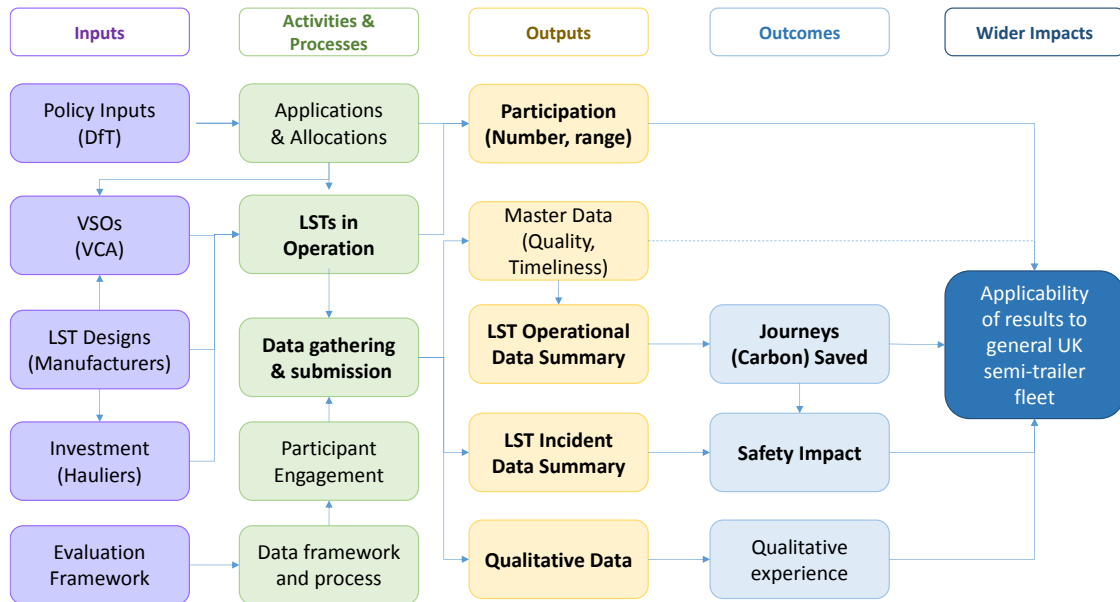 Inputs
Activities &
Processes
Outputs
Outcomes
Wider Impacts
Policy Inputs
(DfT)
Applications
& Allocations
Participation
(Number, range)
VSOs
(VCA)
LSTs in
Operation
Master Data
(Quality,
Timeliness)
LST Designs
(Manufacturers)
Data gathering
& submission
LST Operational
Data Summary
Journeys
(Carbon) Saved
Applicability
of results to
general UK
semi-trailer
fleet
Investment
(Hauliers)
Participant
Engagement
LST Incident
Data Summary
Safety Impact
Evaluation
Framework
Data framework
and process
Qualitative Data
Qualitative
experience